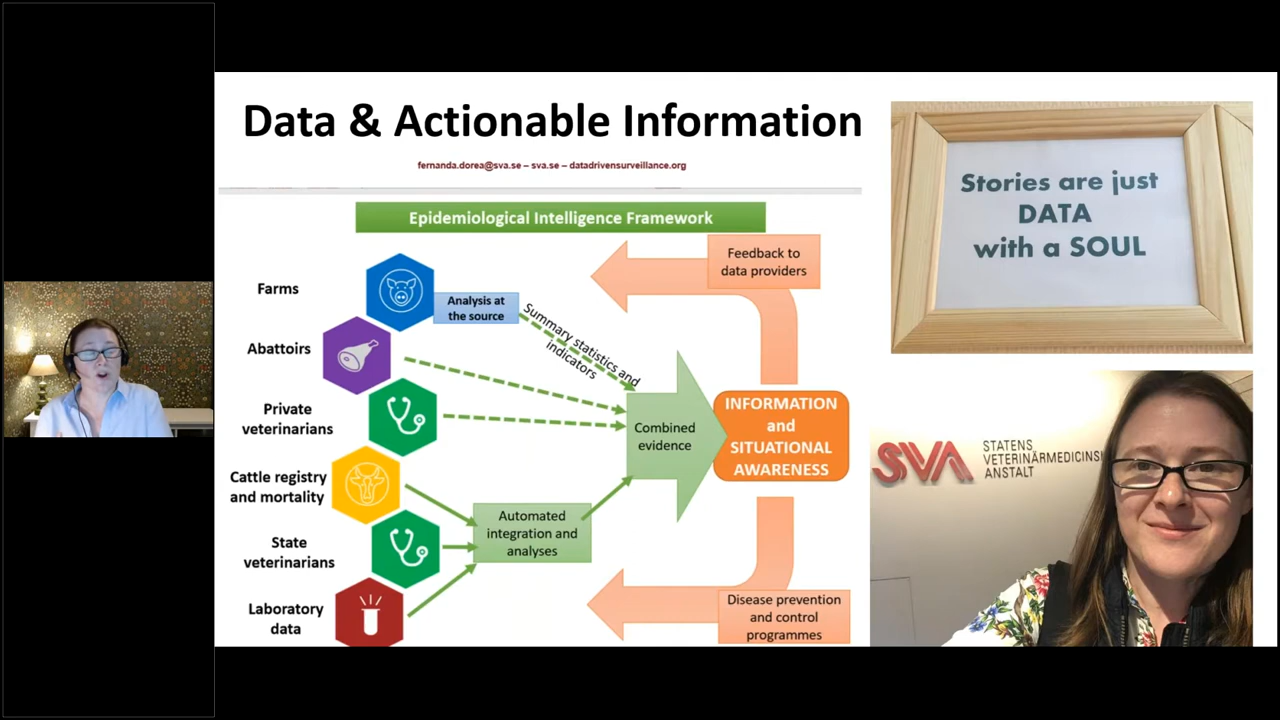 Data & Actionable Information
fernanda.dorea@sva.se – sva.se – datadrivensurveillance.org
Epidemiological Intelligence Framework
Farms
Analysis at
the source
Summary statistics and
indicators
Abattoirs
Private
veterinarians
Cattle registry
and mortality
State
veterinarians
Laboratory
data
Automated
integration and
analyses
Combined
evidence
INFORMATION
and
SITUATIONAL
AWARENESS
Feedback to
data providers
Disease prevention
and control
programmes
Stories are just
DATA
with a SOUL
SVA
STATENS
VETERINÄRMEDICINSK
ANSTALT